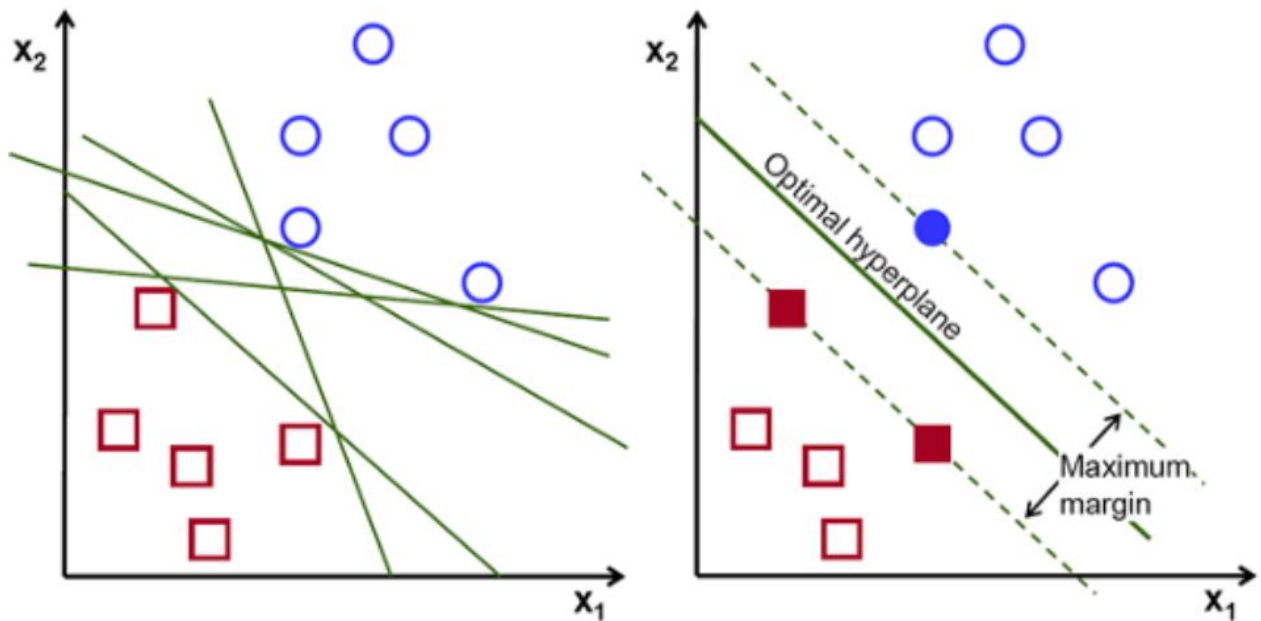 x₂
x₁
x₂
Optimal hyperplane
Maximum
margin
x₁